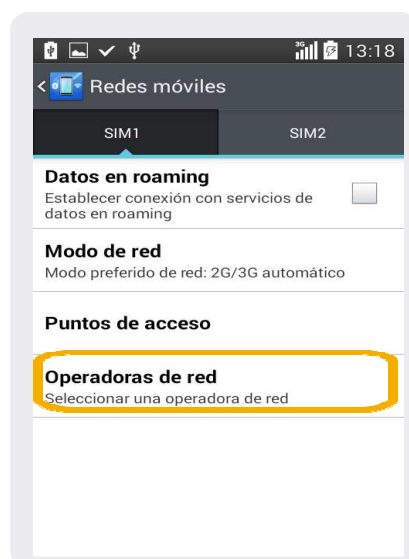 3G 13:18
< Redes móviles
SIM1 SIM2
Datos en roaming
Establecer conexión con servicios de
datos en roaming
Modo de red
Modo preferido de red: 2G/3G automático
Puntos de acceso
Operadoras de red
Seleccionar una operadora de red